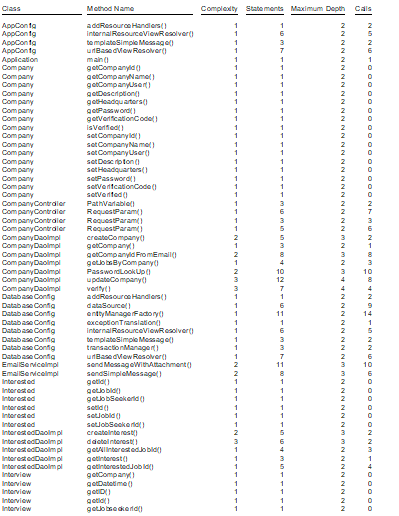 Class Method Name Complexity Statements Maximum Depth Calls
AppConfig addResourceHandlers() 1 1 2 2
AppConfig internalResourceViewResolver() 1 6 2 5
AppConfig templateSimpleMessage() 1 3 2 2
AppConfig urlBasedViewResolver() 1 7 2 6
Application main() 1 1 2 1
Company getCompanyId() 1 1 2 0
Company getCompanyName() 1 1 2 0
Company getCompanyUser() 1 1 2 0
Company getDescription() 1 1 2 0
Company getHeadquarters() 1 1 2 0
Company getPassword() 1 1 2 0
Company getVerificationCode() 1 1 2 0
Company isVerified() 1 1 2 0
Company setCompanyId() 1 1 2 0
Company setCompanyName() 1 1 2 0
Company setCompanyUser() 1 1 2 0
Company setDescription() 1 1 2 0
Company setHeadquarters() 1 1 2 0
Company setPassword() 1 1 2 0
Company setVerificationCode() 1 1 2 0
Company setVerified() 1 1 2 0
CompanyController PathVariable() 1 3 2 2
CompanyController RequestParam() 1 6 2 7
CompanyController RequestParam() 1 3 2 3
CompanyController RequestParam() 1 5 2 6
CompanyDaoImpl createCompany() 2 5 3 2
CompanyDaoImpl getCompany() 1 3 2 1
CompanyDaoImpl getCompanyIdFromEmail() 2 8 3 8
CompanyDaoImpl getJobsByCompany() 1 4 2 3
CompanyDaoImpl PasswordLookUp() 2 10 3 10
CompanyDaoImpl updateCompany() 3 12 4 8
CompanyDaoImpl verify() 3 7 4 4
DatabaseConfig addResourceHandlers() 1 1 2 2
DatabaseConfig dataSource() 1 6 2 9
DatabaseConfig entityManagerFactory() 1 11 2 14
DatabaseConfig exceptionTranslation() 1 1 2 1
DatabaseConfig internalResourceViewResolver() 1 6 2 5
DatabaseConfig templateSimpleMessage() 1 3 2 2
DatabaseConfig transactionManager() 1 3 2 2
DatabaseConfig urlBasedViewResolver() 1 7 2 6
EmailServiceImpl sendMessageWithAttachment() 2 11 3 10
EmailServiceImpl sendSimpleMessage() 2 8 3 6
Interested getId() 1 1 2 0
Interested getJobId() 1 1 2 0
Interested getJobSeekerId() 1 1 2 0
Interested setId() 1 1 2 0
Interested setJobId() 1 1 2 0
Interested setJobSeekerId() 1 1 2 0
InterestedDaoImpl createInterest() 2 5 3 2
InterestedDaoImpl deleteInterest() 3 6 3 2
InterestedDaoImpl getAllInterestedJobId() 1 4 2 3
InterestedDaoImpl getInterest() 1 3 2 1
InterestedDaoImpl getInterestedJobId() 1 5 2 4
Interview getCompany() 1 1 2 0
Interview getDatetime() 1 1 2 0
Interview getID() 1 1 2 0
Interview getId() 1 1 2 0
Interview getJobseekerId() 1 1 2 0